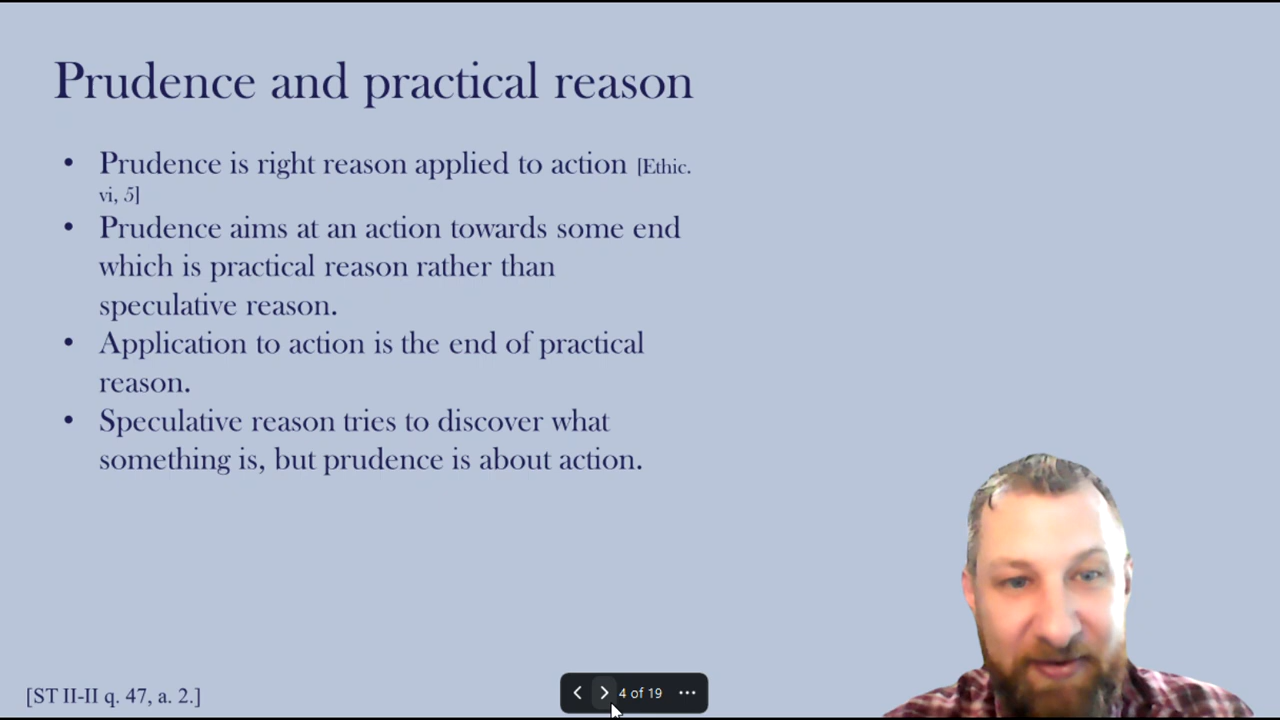 Prudence and practical reason
• Prudence is right reason applied to action [Ethic.
vi, 5]
• Prudence aims at an action towards some end
which is practical reason rather than
speculative reason.
• Application to action is the end of practical
reason.
• Speculative reason tries to discover what
something is, but prudence is about action.
[ST II-II q. 47, a. 2.]
4 of 19